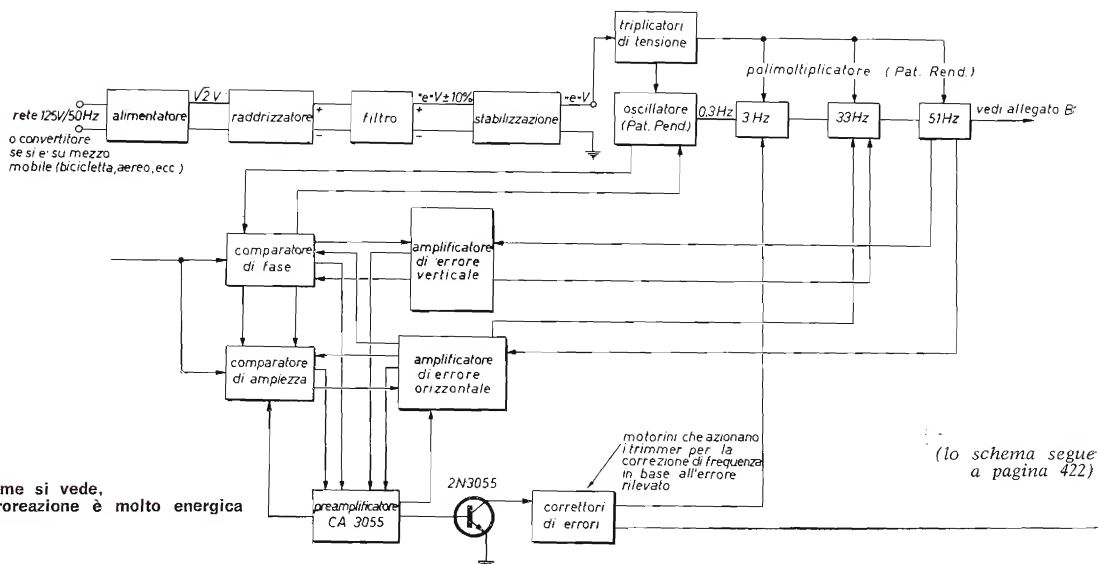 triplicatori
di tensione
polimoltiplicatore (Pat. Rend.)
rete 125V/50Hz
o convertitore
se si e' su mezzo
mobile (bicicletta, aereo, ecc)
alimentatore
√2 V
raddrizzatore
+
-
filtro
"e"V±10%
+
-
stabilizzazione
"e"V
oscillatore
(Pat. Pend)
0,3Hz
3 Hz
33Hz
51Hz
vedi allegato B
comparatore
di fase
amplificatore
di errore
verticale
comparatore
di ampiezza
amplificatore
di errore
orizzontale
motorini che azionano
i trimmer per la
correzione di frequenza
in base all'errore
rilevato
(lo schema segue
a pagina 422)
me si vede,
roreazione è molto energica
preamplificatore
CA 3055
2N3055
correttori
di errori